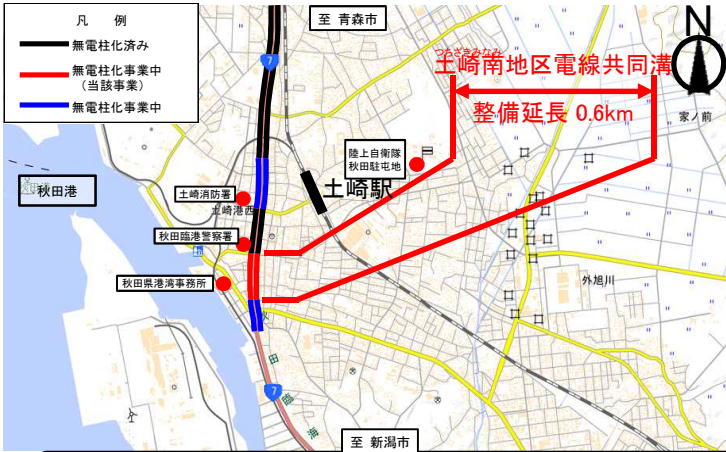 凡 例
無電柱化済み
無電柱化事業中
（当該事業）
無電柱化事業中
至 青森市
7
N
つちざきみなみ
土崎南地区電線共同溝
整備延長 0.6km
家ノ前
陸上自衛隊
秋田駐屯地
秋田港
土崎消防署
土崎港西
土崎駅
秋田臨港警察署
秋田県港湾事務所
外旭川
田
臨
海
7
至 新潟市